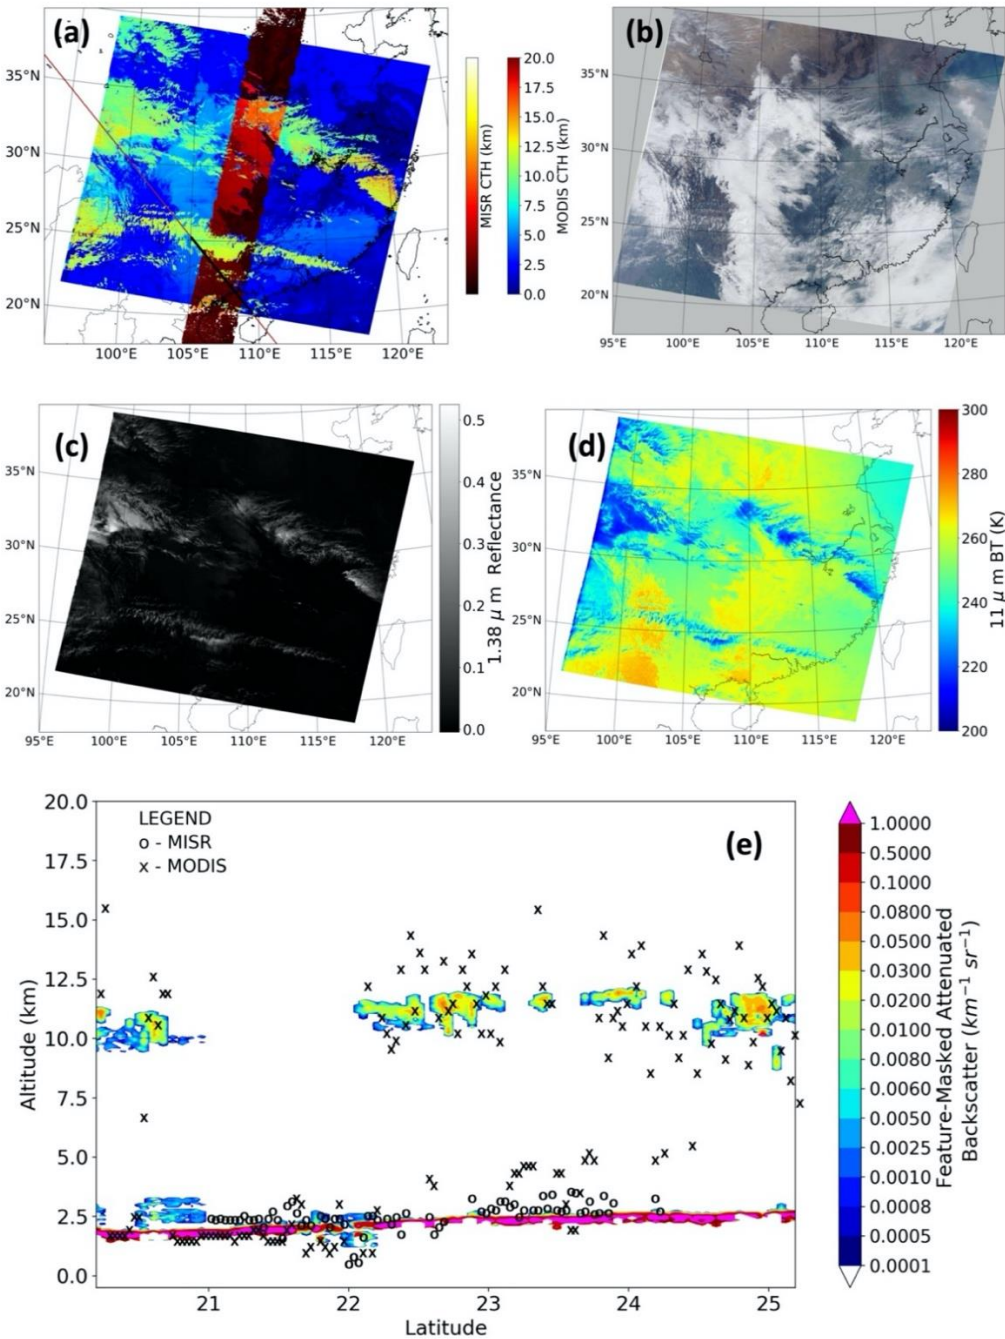 (a)
35°N
30°N
25°N
20°N
100°E 105°E 110°E 115°E 120°E
MISR CTH (km)
20.0
17.5
15.0
12.5
10.0
7.5
5.0
2.5
0.0
MODIS CTH (km)
(b)
35°N
30°N
25°N
20°N
95°E 100°E 105°E 110°E 115°E 120°E
(c)
35°N
30°N
25°N
20°N
95°E 100°E 105°E 110°E 115°E 120°E
0.5
0.4
0.3
0.2
0.1
0.0
1.38 μ m Reflectance
(d)
35°N
30°N
25°N
20°N
95°E 100°E 105°E 110°E 115°E 120°E
300
280
260
240
220
200
11 μ m BT (K)
(e)
LEGEND
o - MISR
x - MODIS
20.0
17.5
15.0
12.5
10.0
7.5
5.0
2.5
0.0
Altitude (km)
21 22 23 24 25
Latitude
1.0000
0.5000
0.1000
0.0800
0.0500
0.0300
0.0200
0.0100
0.0080
0.0060
0.0050
0.0025
0.0010
0.0008
0.0005
0.0001
Feature-Masked Attenuated
Backscatter (km⁻¹ sr⁻¹)